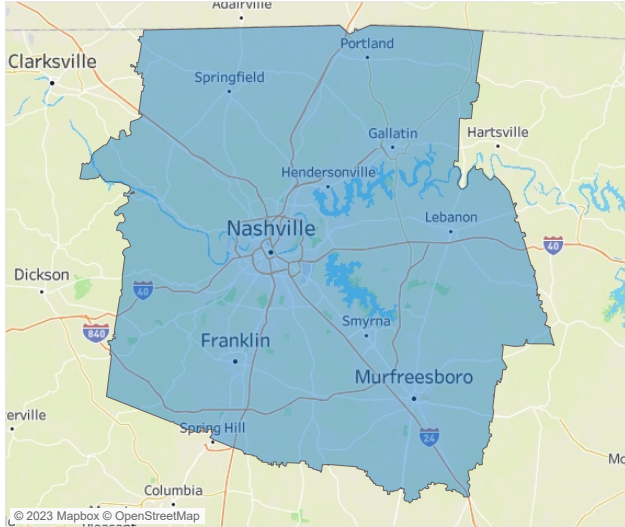 Adairville
Portland
Clarksville
Springfield
Gallatin
Hartsville
Hendersonville
Lebanon
Nashville
40
Dickson
40
Smyrna
840
Franklin
Murfreesboro
erville
Spring Hill
24
Mc
Columbia
© 2023 Mapbox © OpenStreetMap